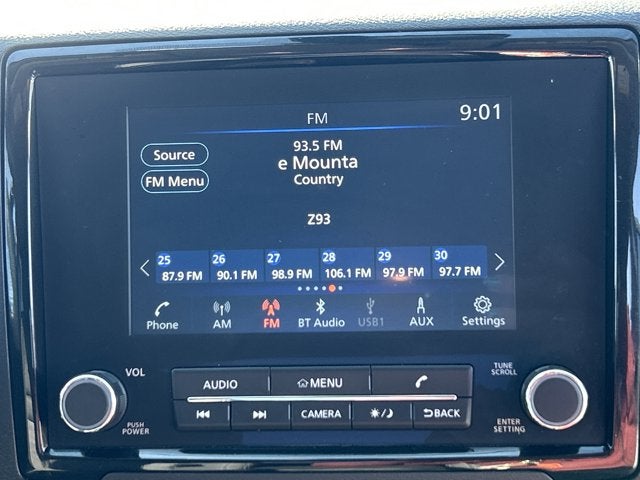 FM
9:01
Source
93.5 FM
e Mounta
FM Menu
Country
Z93
25 26 27 28 29 30
87.9 FM 90.1 FM 98.9 FM 106.1 FM 97.9 FM 97.7 FM
Phone AM FM BT Audio USB1 AUX Settings
VOL
TUNE
SCROLL
AUDIO MENU
PUSH
POWER
CAMERA BACK
ENTER
SETTING